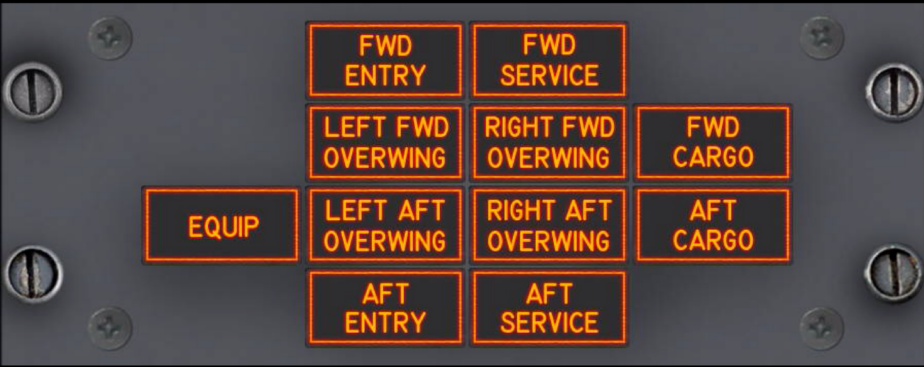 FWD
ENTRY
FWD
SERVICE
LEFT FWD
OVERWING
RIGHT FWD
OVERWING
FWD
CARGO
EQUIP
LEFT AFT
OVERWING
RIGHT AFT
OVERWING
AFT
CARGO
AFT
ENTRY
AFT
SERVICE